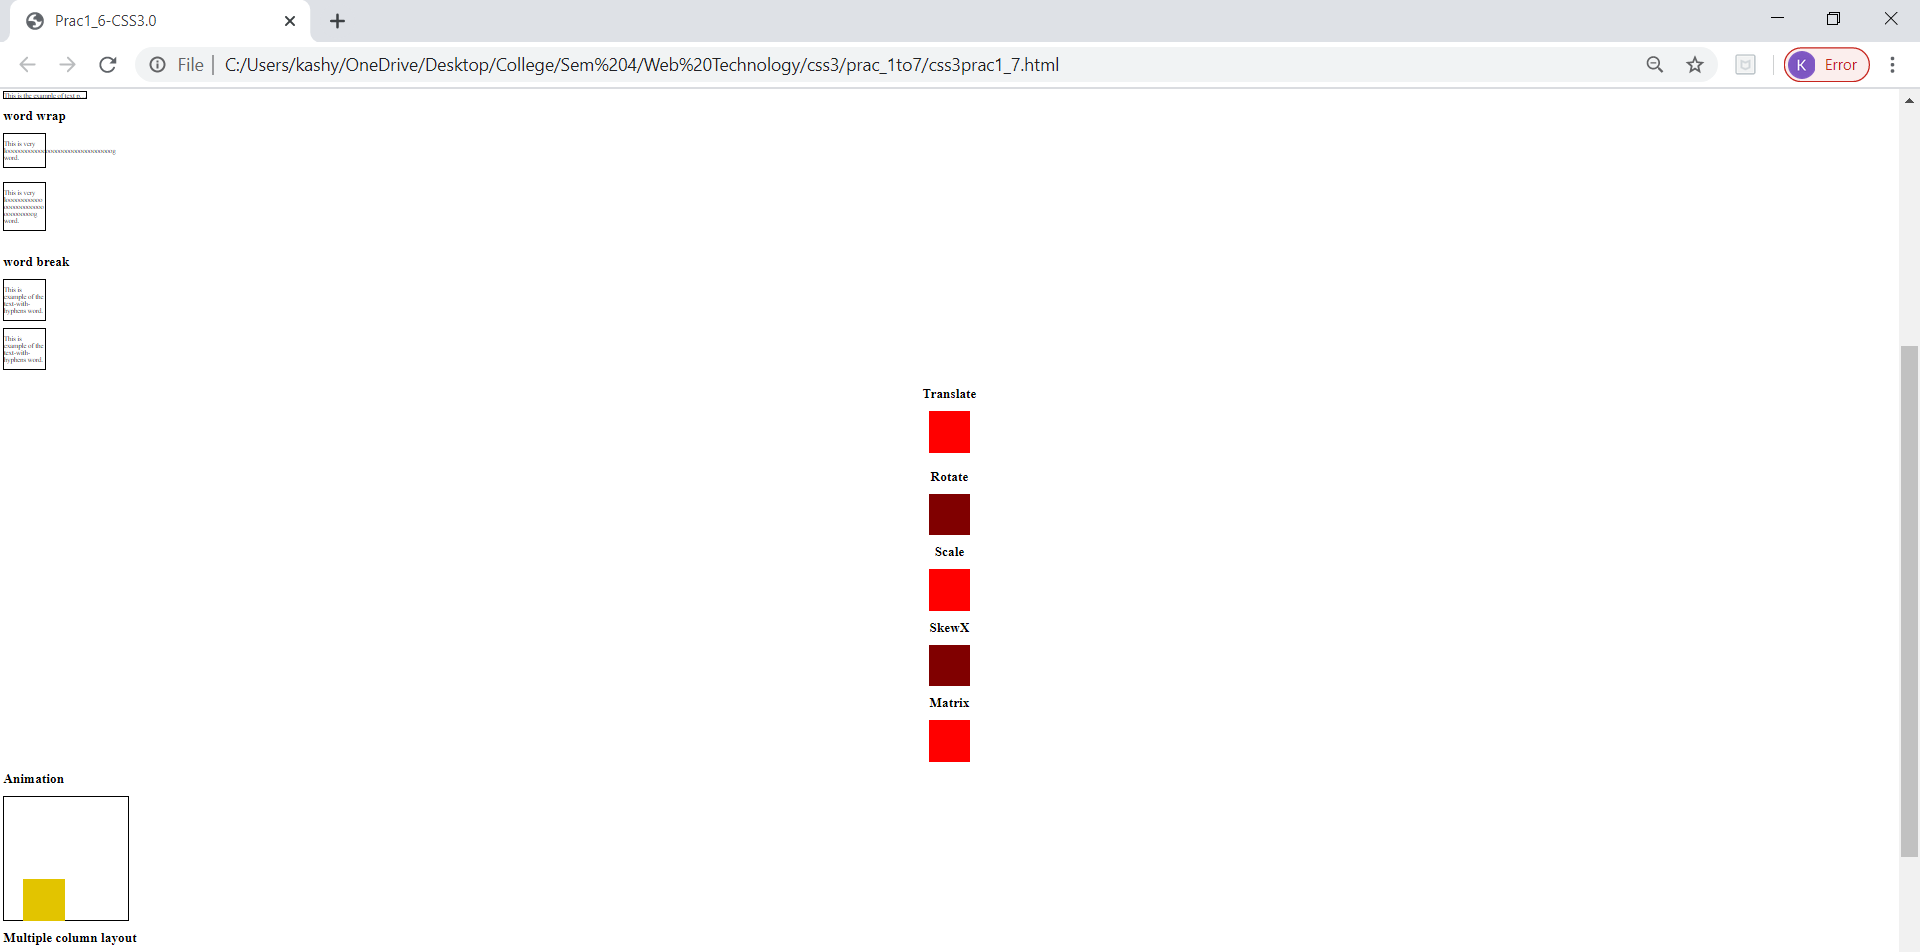 Prac1_6-CSS3.0
File
C:/Users/kashy/OneDrive/Desktop/College/Sem%204/Web%20Technology/css3/prac_1to7/css3prac1_7.html
K Error
This is the example of text
word wrap
This is very
word.
This is very
word.
word break
This is
example of the
text-with-
hyphens word.
This is
example of the
text-with-
hyphens word.
Translate
Rotate
Scale
SkewX
Matrix
Animation
Multiple column layout